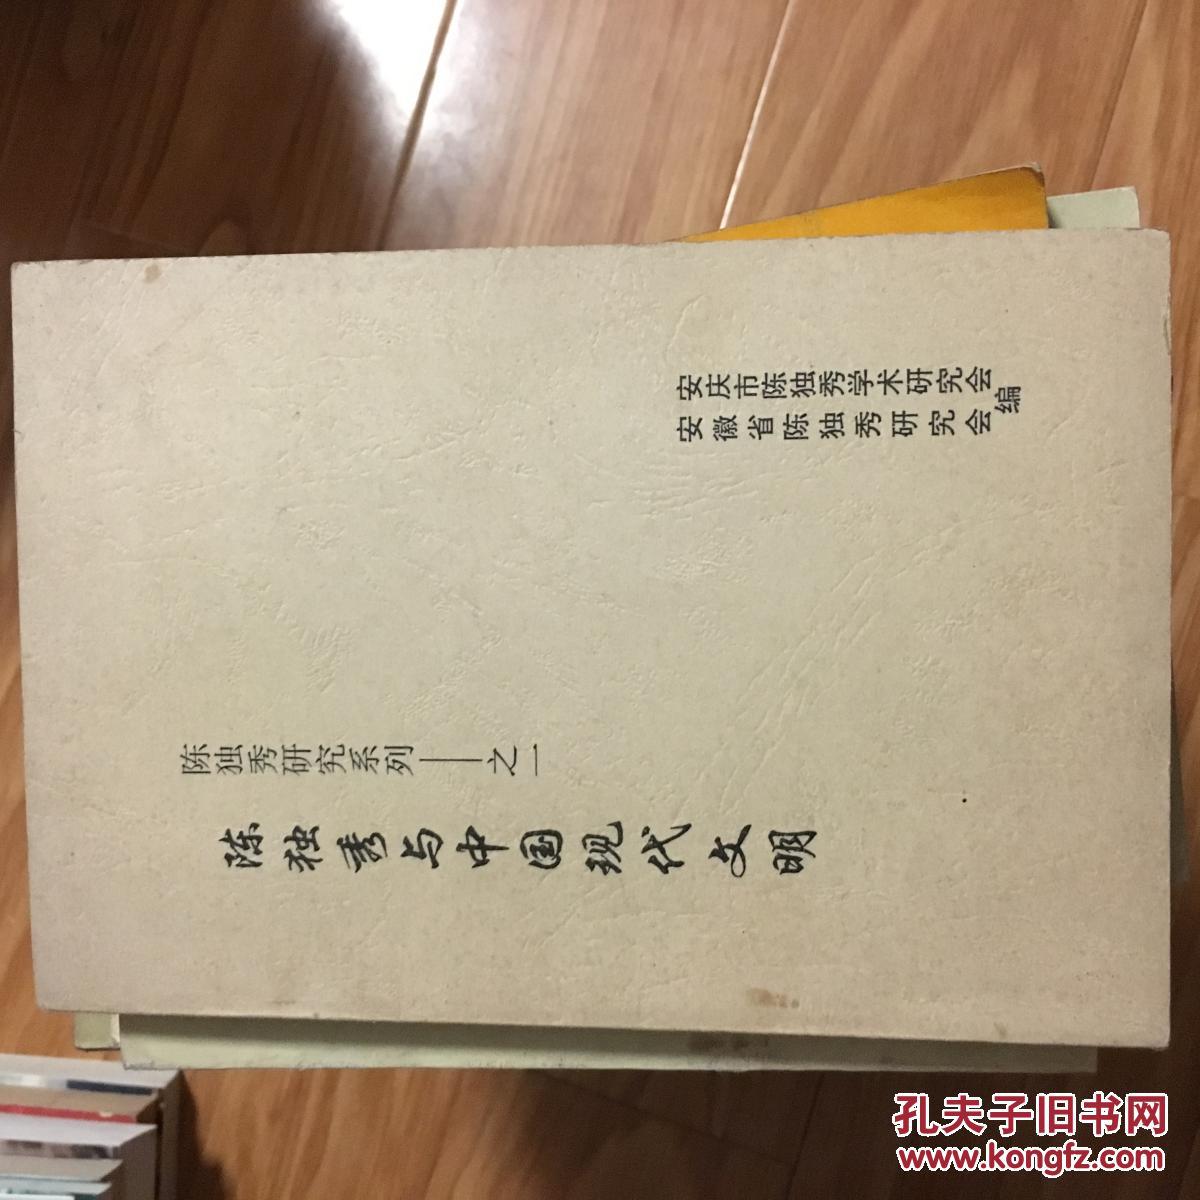 陈独秀研究系列——之一
陈独秀与中国现代文明
安庆市陈独秀学术研究会
安徽省陈独秀研究会
编
孔夫子旧书网
www.kongfz.com